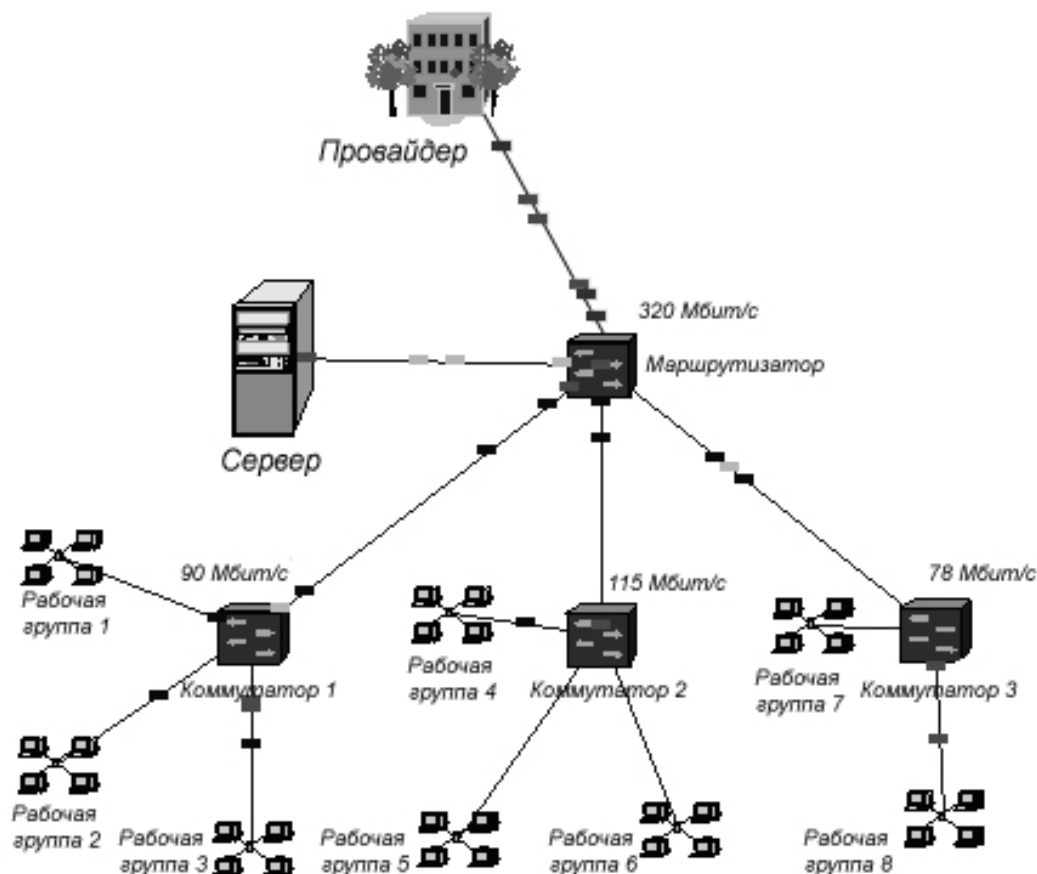 Провайдер
320 Мбит/с
Маршрутизатор
Сервер
90 Мбит/с
115 Мбит/с
78 Мбит/с
Рабочая
группа 1
Коммутатор 1
Рабочая
группа 4
Коммутатор 2
Рабочая
группа 7
Коммутатор 3
Рабочая
группа 2
Рабочая
группа 3
Рабочая
группа 5
Рабочая
группа 6
Рабочая
группа 8